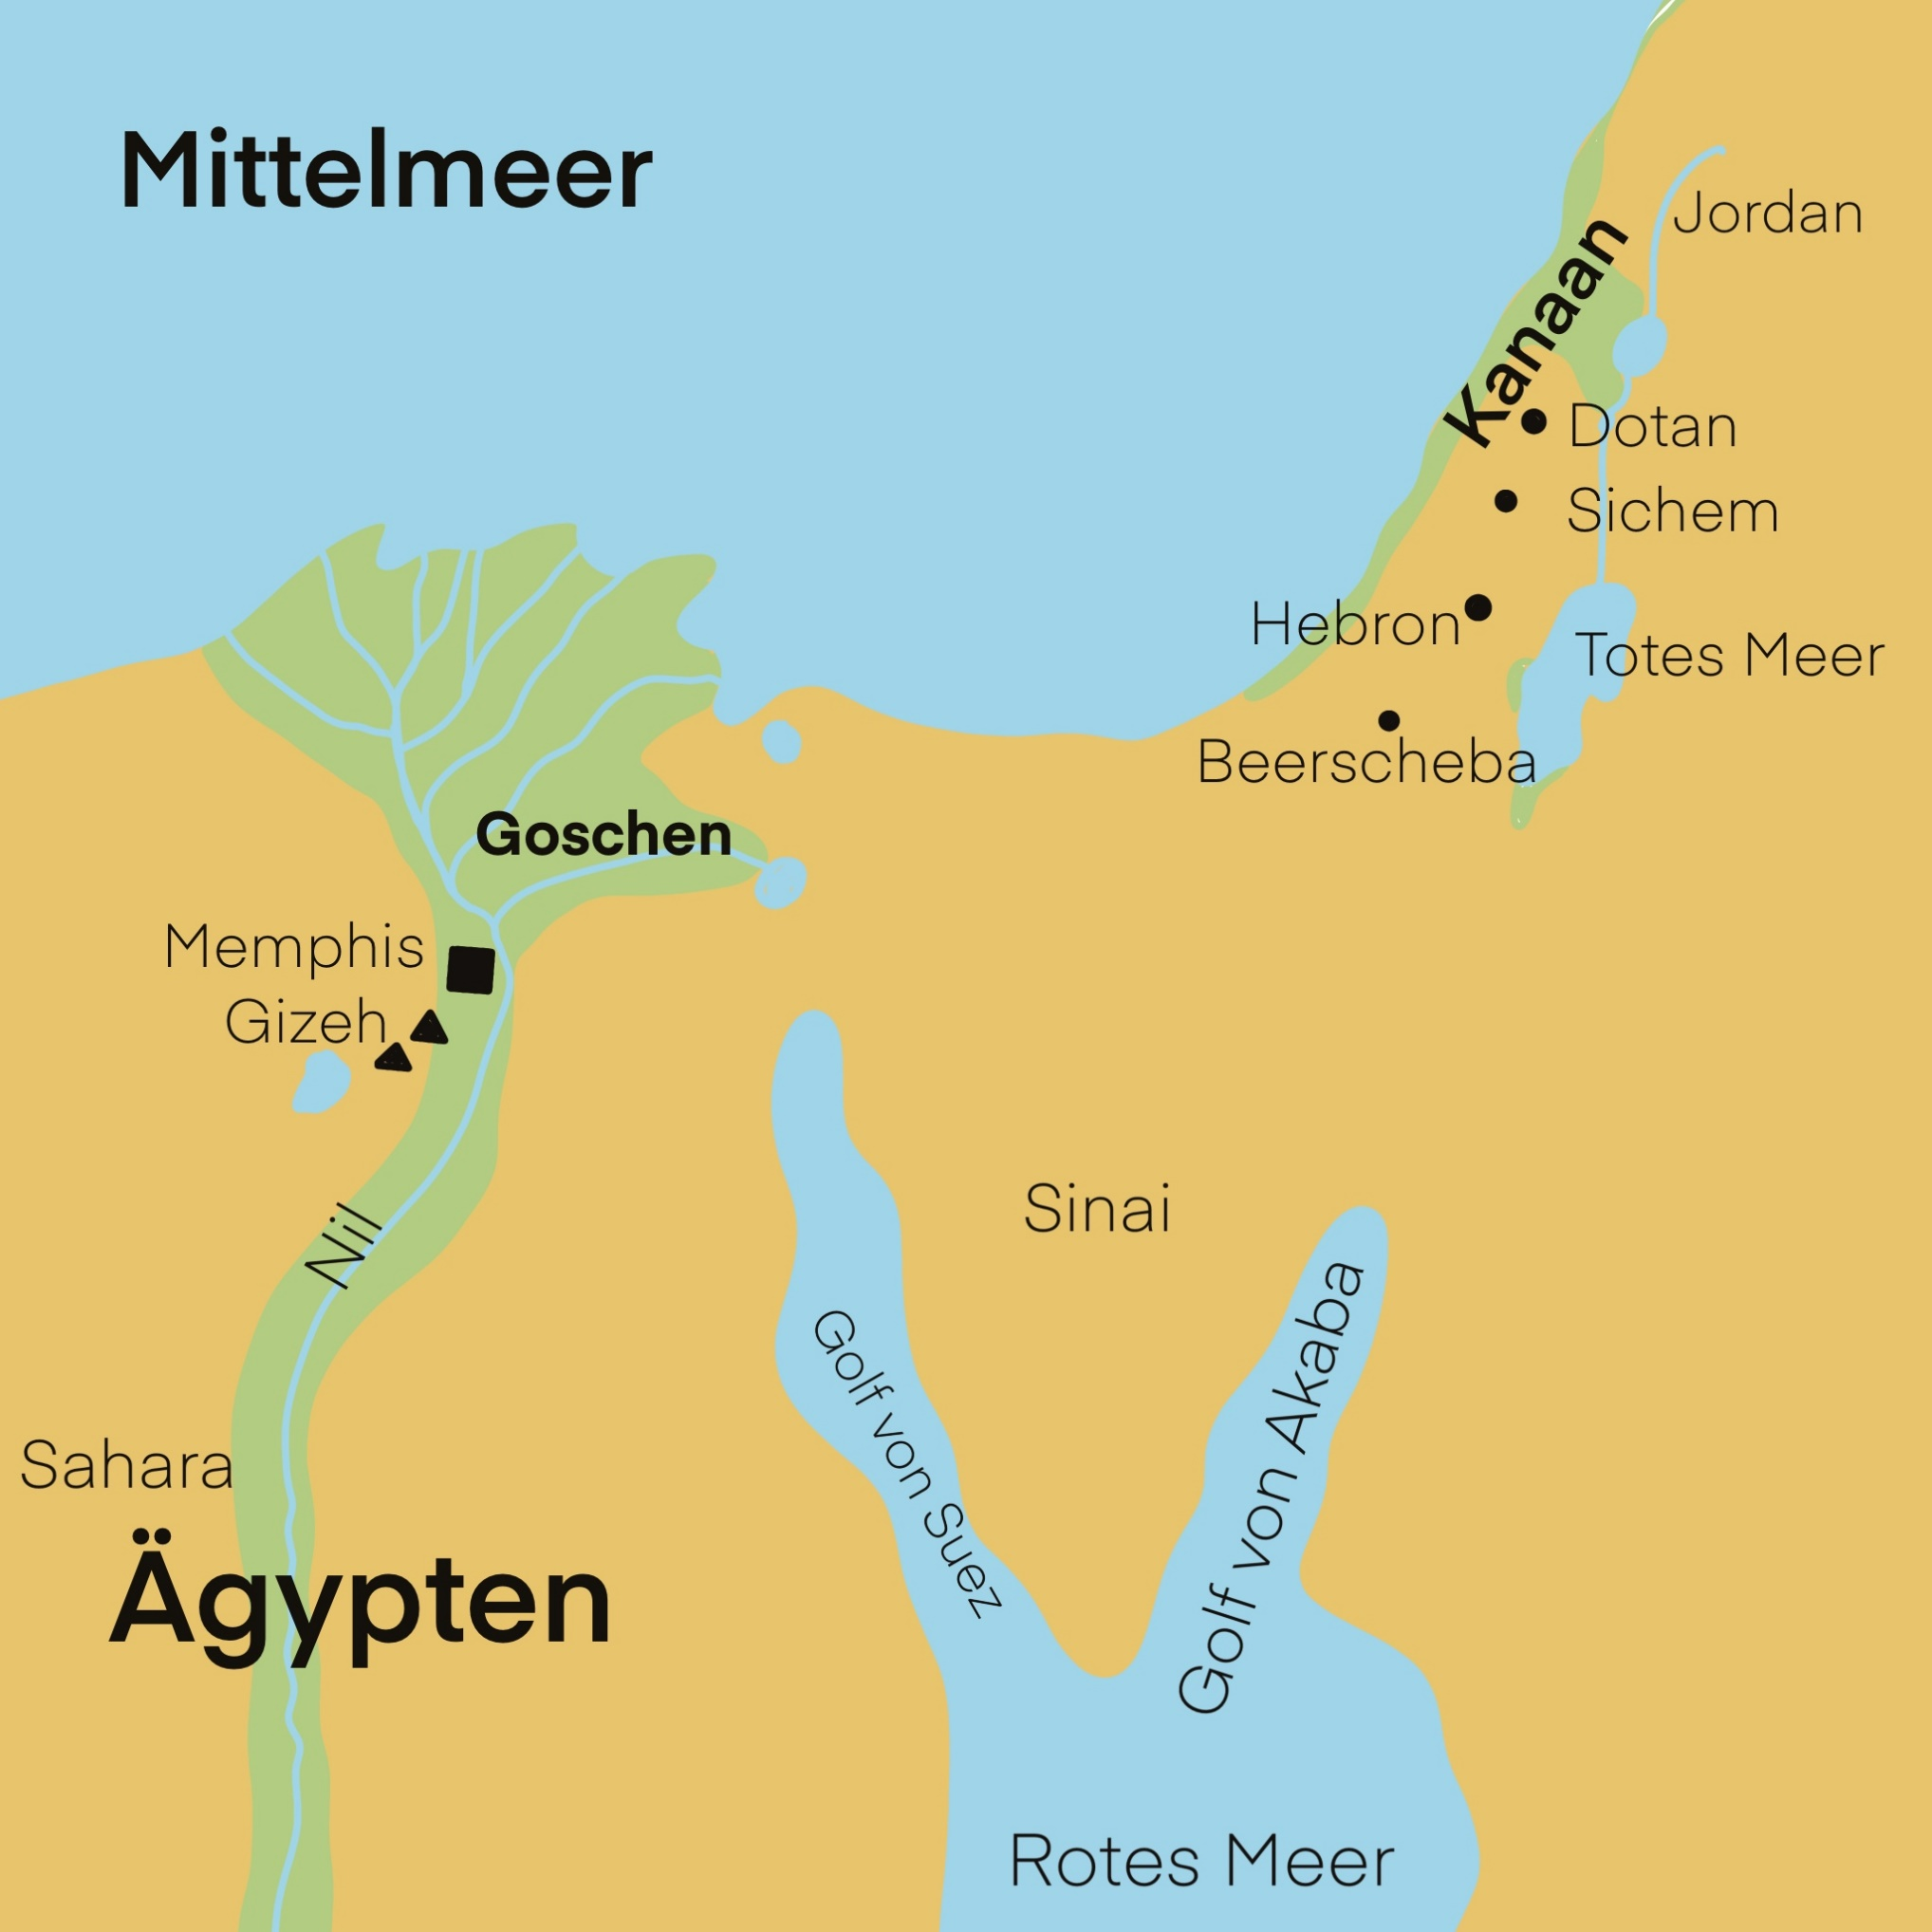 Mittelmeer
Jordan
Kanaan
Dotan
Sichem
Hebron
Totes Meer
Beerscheba
Goschen
Memphis
Gizeh
Sinai
Nil
Golf von Suez
Golf von Akaba
Sahara
Ägypten
Rotes Meer